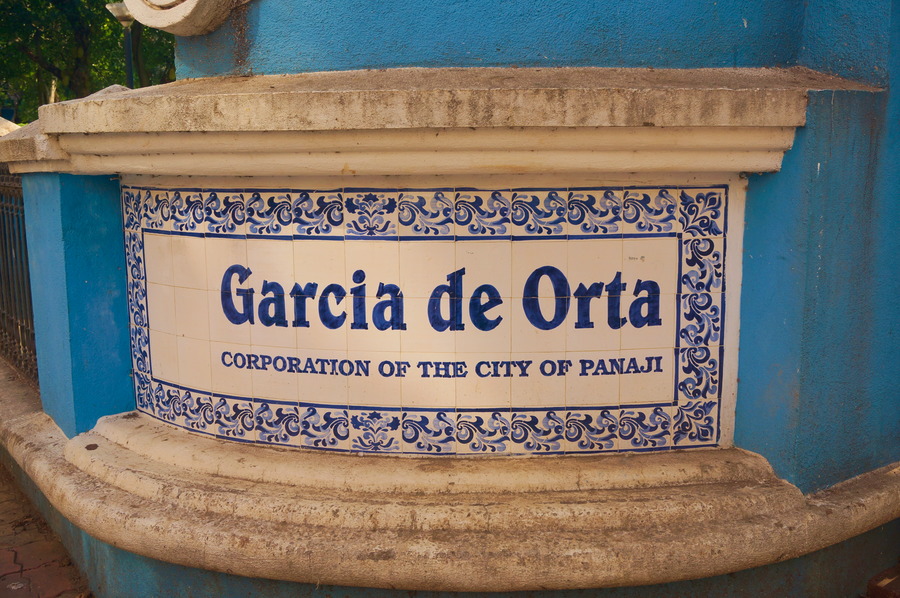 Garcia de Orta
CORPORATION OF THE CITY OF PANAJI